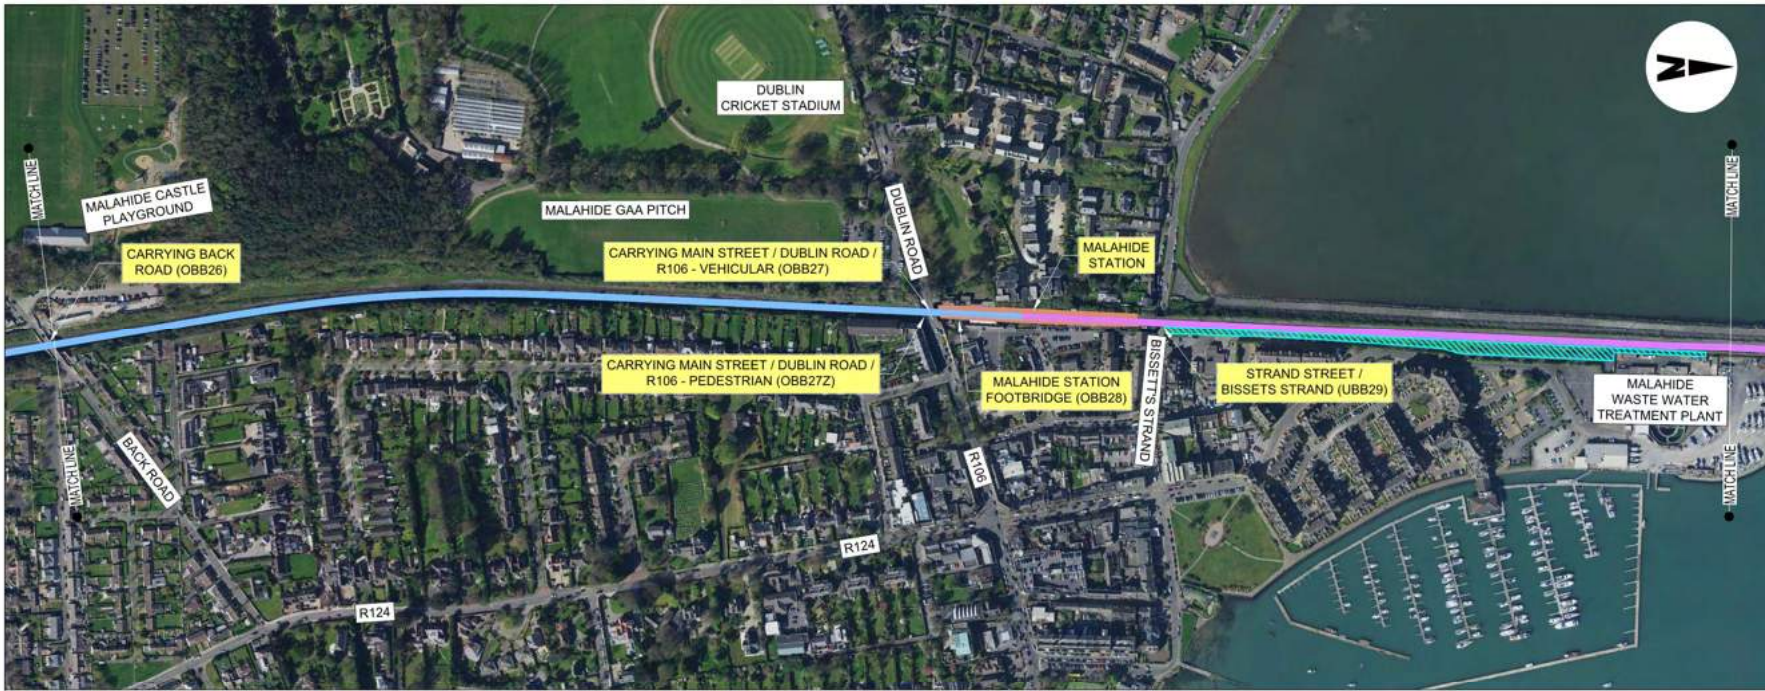 DUBLIN
CRICKET STADIUM
N
MATCH LINE
MATCH LINE
MALAHIDE CASTLE
PLAYGROUND
MALAHIDE GAA PITCH
DUBLIN ROAD
CARRYING BACK
ROAD (OBB26)
CARRYING MAIN STREET / DUBLIN ROAD /
R106 - VEHICULAR (OBB27)
MALAHIDE
STATION
CARRYING MAIN STREET / DUBLIN ROAD /
R106 - PEDESTRIAN (OBB27Z)
MALAHIDE STATION
FOOTBRIDGE (OBB28)
BISSETT'S STRAND
STRAND STREET /
BISSETS STRAND (UBB29)
MALAHIDE
WASTE WATER
TREATMENT PLANT
BACK ROAD
MATCH LINE
R106
MATCH LINE
R124
R124